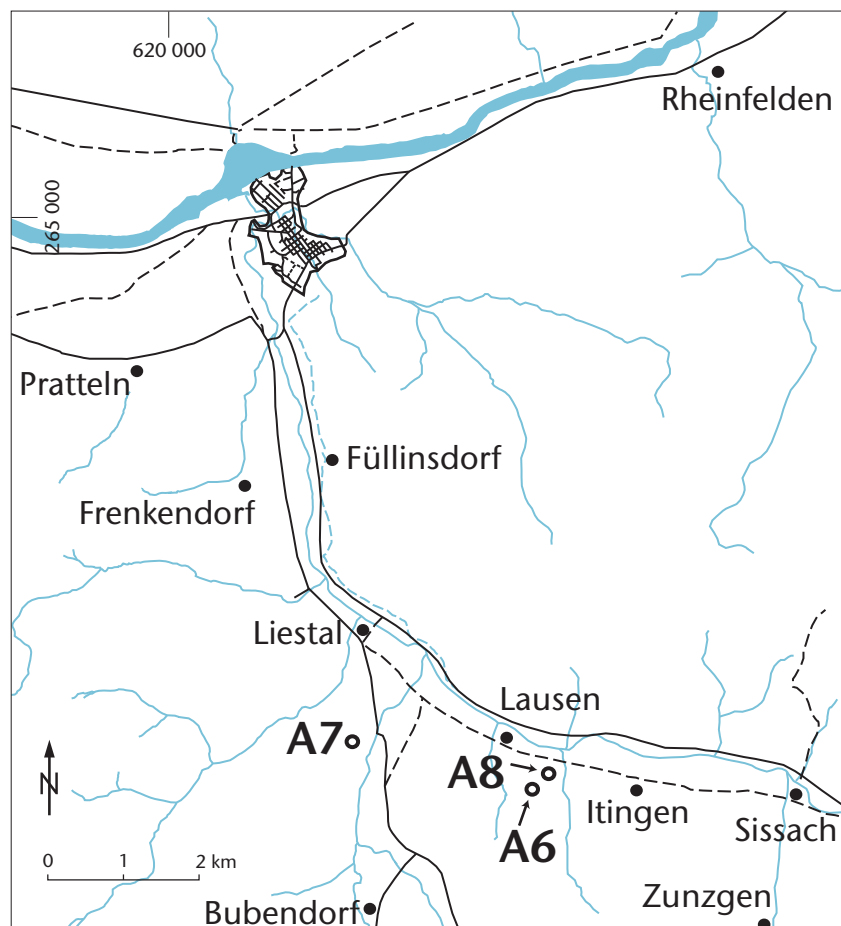 620 000
Rheinfelden
265 000
Pratteln
Füllinsdorf
Frenkendorf
Liestal
Lausen
A7
A8
N
Itingen
Sissach
A6
0 1 2 km
Zunzgen
Bubendorf